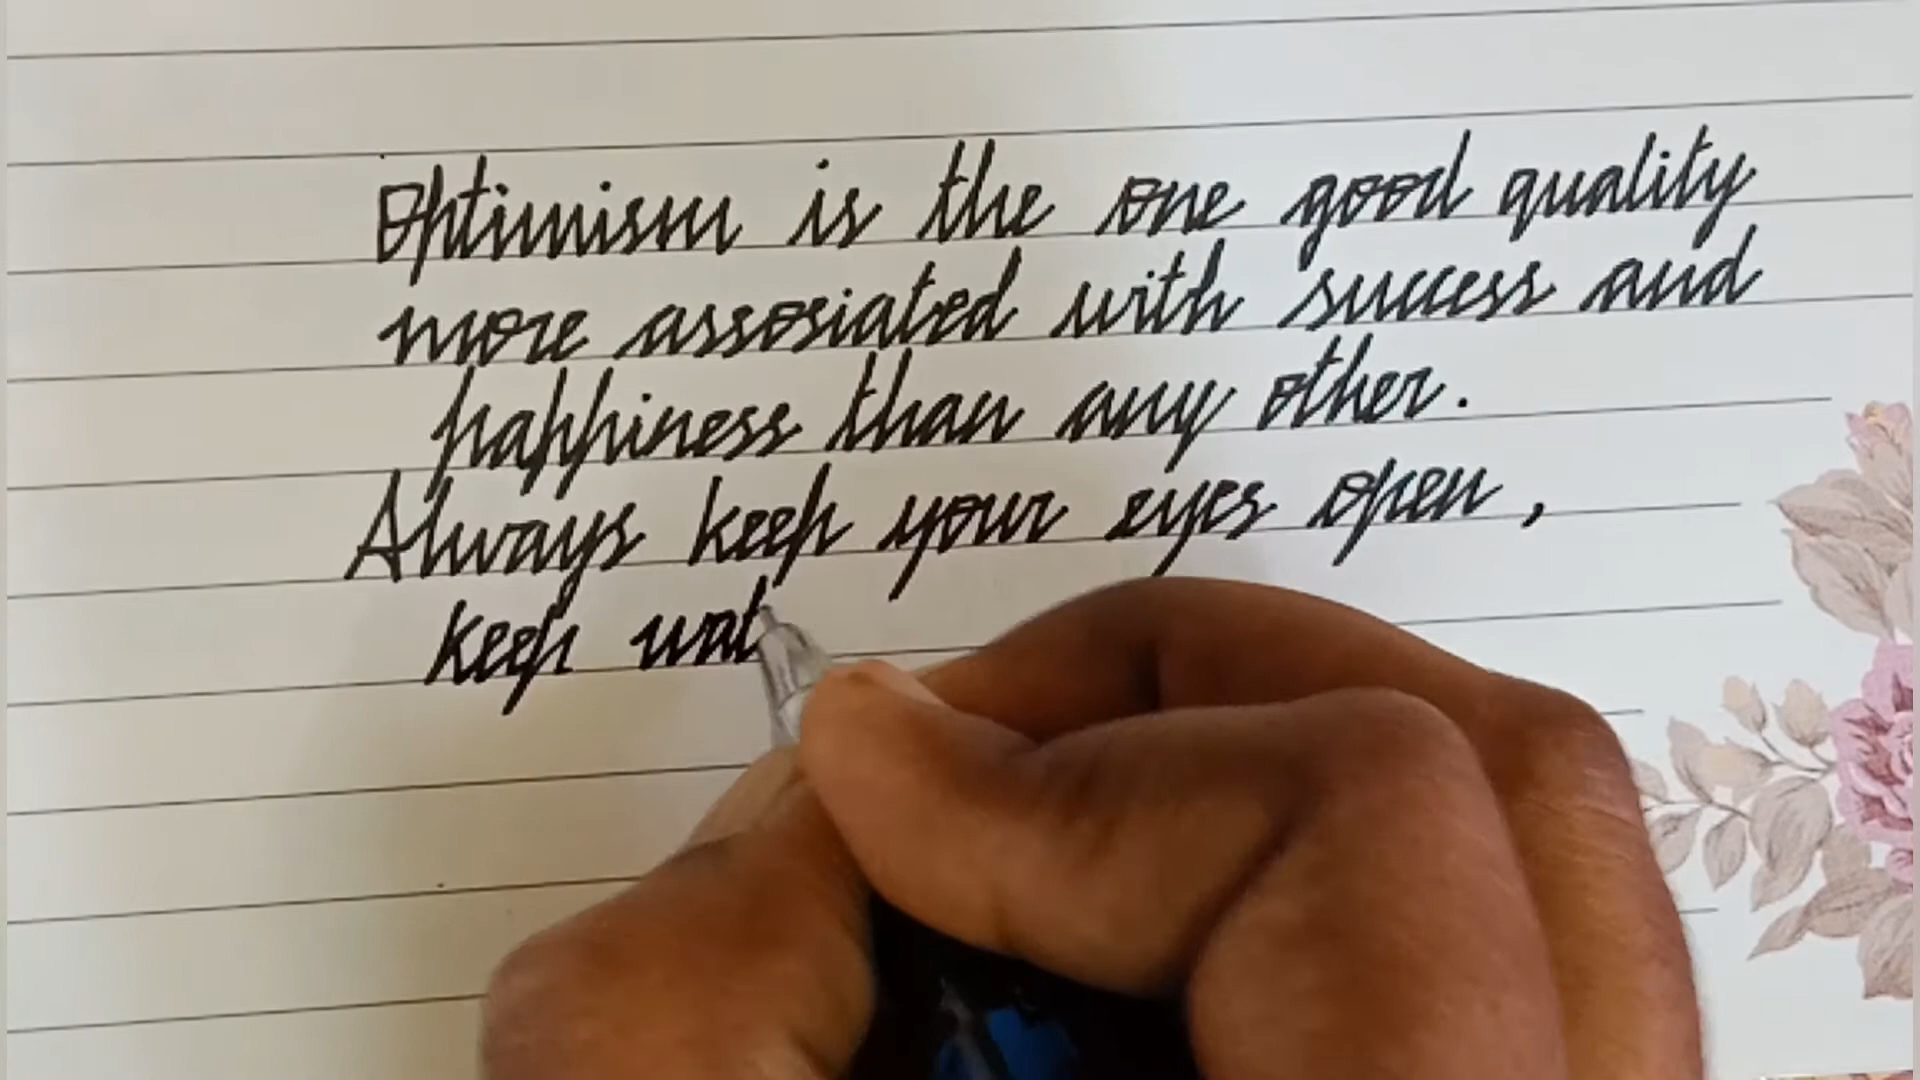 Optimism is the one good quality
more assosiated with success and
happiness than any other.
Always keep your eyes open,
keep wat